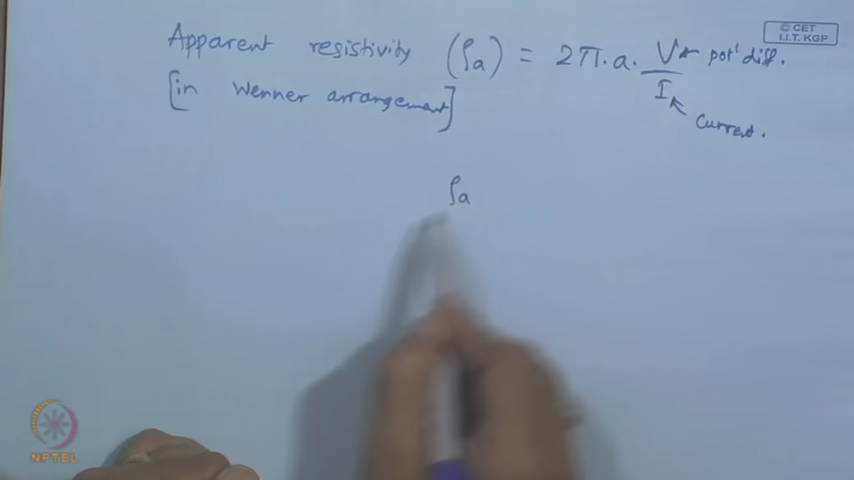 © CET
I.I.T. KGP
Apparent resistivity (ρa) = 2π.a. V/I ← pot' diff.
[in Wenner arrangement]
current.
ρa
NPTEL